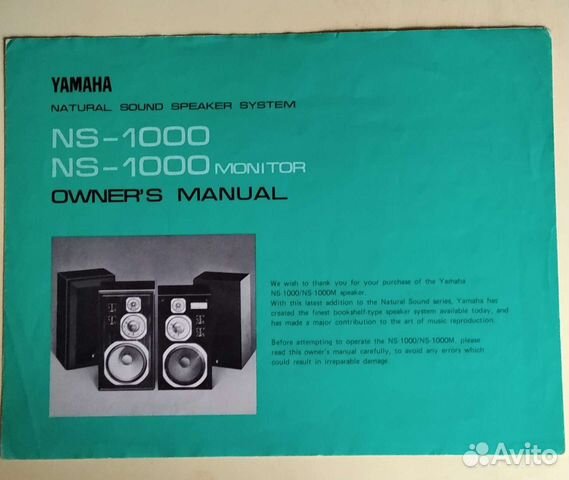 YAMAHA
NATURAL SOUND SPEAKER SYSTEM
NS-1000
NS-1000 MONITOR
OWNER'S MANUAL
We wish to thank you for your purchase of the Yamaha
NS-1000/NS-1000M speaker.
With this latest addition to the Natural Sound series, Yamaha has
created the finest bookshelf-type speaker system available today, and
has made a major contribution to the art of music reproduction.
Before attempting to operate the NS-1000/NS-1000M, please
read this owner's manual carefully, to avoid any errors which
could result in irreparable damage.
Avito